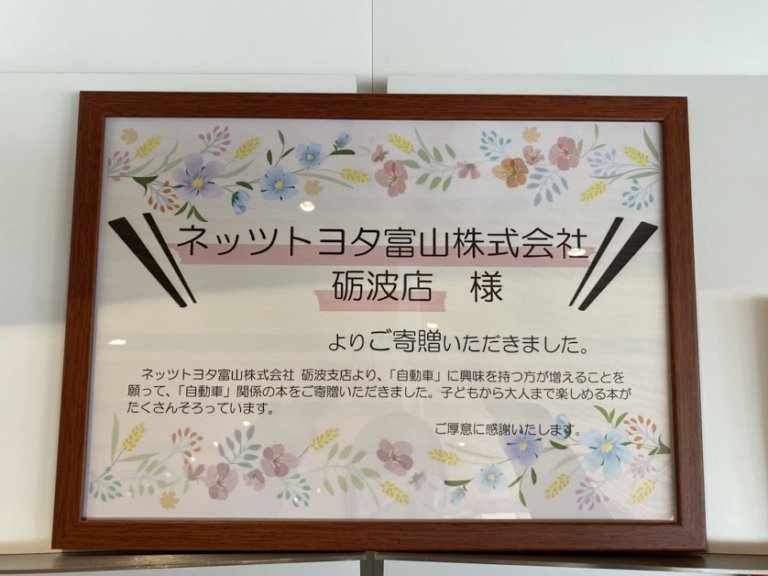 ネッツトヨタ富山株式会社
砺波店 様
よりご寄贈いただきました。
ネッツトヨタ富山株式会社 砺波支店より、「自動車」に興味を持つ方が増えることを
願って、「自動車」関係の本をご寄贈いただきました。子どもから大人まで楽しめる本が
たくさんそろっています。
ご厚意に感謝いたします。